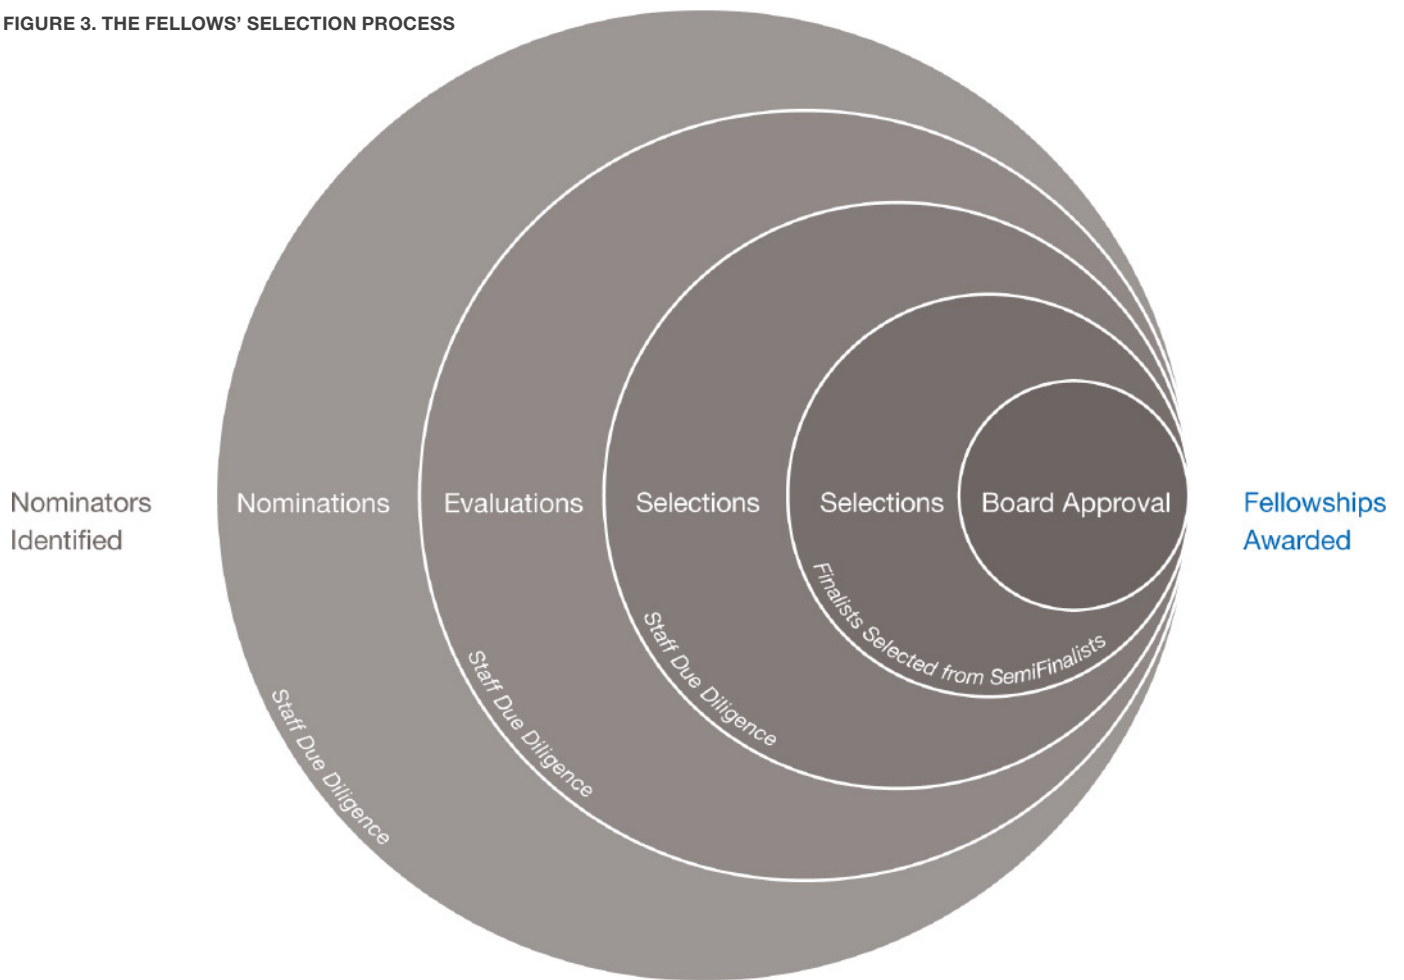 FIGURE 3. THE FELLOWS’ SELECTION PROCESS
Nominators
Identified
Nominations
Evaluations
Selections
Selections
Board Approval
Fellowships
Awarded
Staff Due Diligence
Staff Due Diligence
Staff Due Diligence
Finalists Selected from SemiFinalists